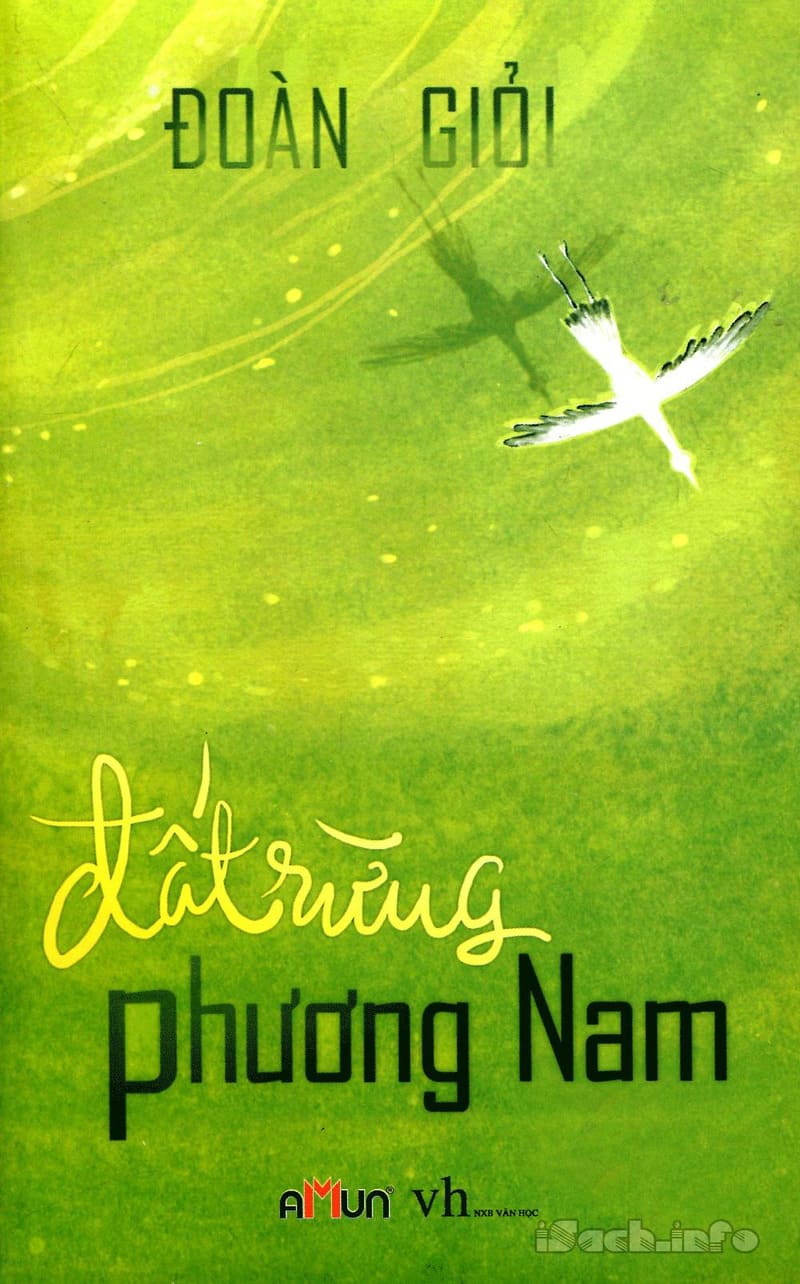 ĐOÀN GIỎI
đất rừng
phương Nam
AMUN® vh NXB VĂN HỌC
iSach.info